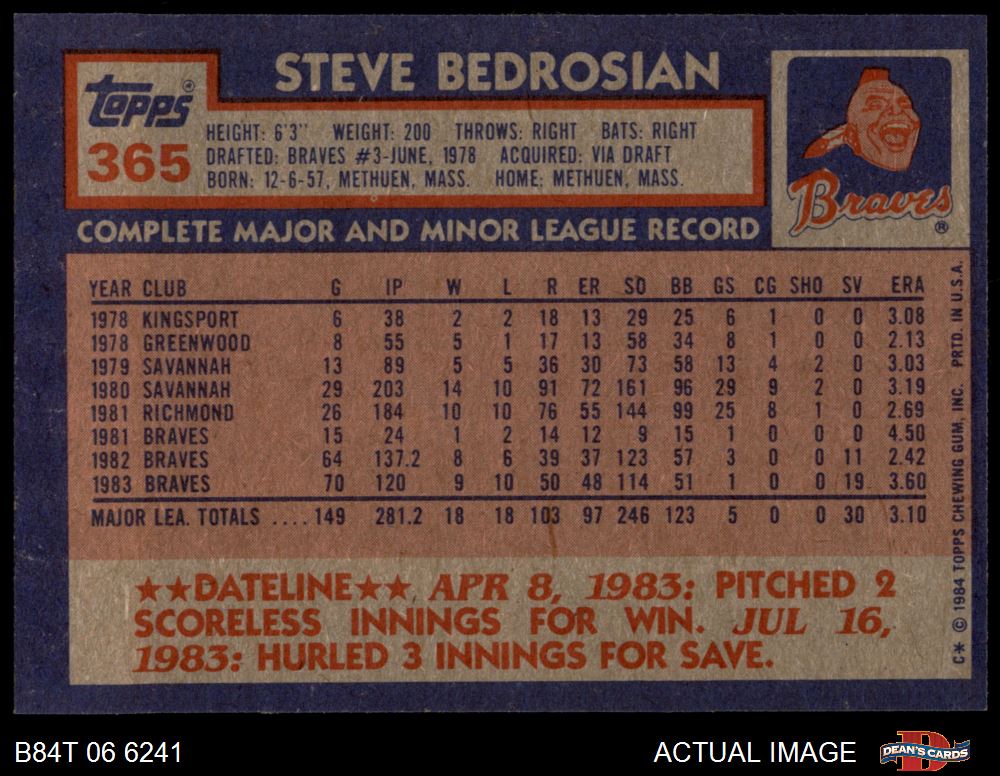 STEVE BEDROSIAN
Topps®
365
HEIGHT: 6'3" WEIGHT: 200 THROWS: RIGHT BATS: RIGHT
DRAFTED: BRAVES #3-JUNE, 1978 ACQUIRED: VIA DRAFT
BORN: 12-6-57, METHUEN, MASS. HOME: METHUEN, MASS.
Braves®
COMPLETE MAJOR AND MINOR LEAGUE RECORD
YEAR CLUB G IP W L R ER SO BB GS CG SHO SV ERA
1978 KINGSPORT 6 38 2 2 18 13 29 25 6 1 0 0 3.08
1978 GREENWOOD 8 55 5 1 17 13 58 34 8 1 0 0 2.13
1979 SAVANNAH 13 89 5 5 36 30 73 58 13 4 2 0 3.03
1980 SAVANNAH 29 203 14 10 91 72 161 96 29 9 2 0 3.19
1981 RICHMOND 26 184 10 10 76 55 144 99 25 8 1 0 2.69
1981 BRAVES 15 24 1 2 14 12 9 15 1 0 0 0 4.50
1982 BRAVES 64 137.2 8 6 39 37 123 57 3 0 0 11 2.42
1983 BRAVES 70 120 9 10 50 48 114 51 1 0 0 19 3.60
MAJOR LEA. TOTALS .... 149 281.2 18 18 103 97 246 123 5 0 0 30 3.10
★★DATELINE★★ APR 8, 1983: PITCHED 2
SCORELESS INNINGS FOR WIN. JUL 16,
1983: HURLED 3 INNINGS FOR SAVE.
C* © 1984 TOPPS CHEWING GUM, INC. PRTD. IN U.S.A.
B84T 06 6241
ACTUAL IMAGE
D
DEAN'S CARDS